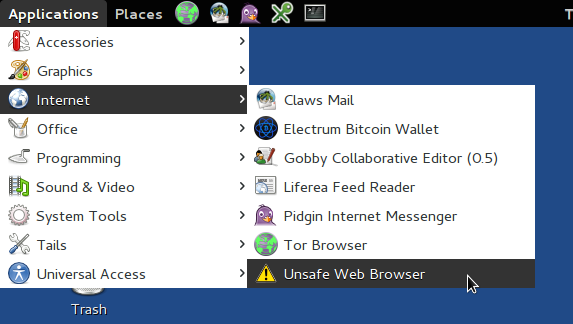 Applications Places T
Accessories
Graphics
Internet
Office
Programming
Sound & Video
System Tools
Tails
Universal Access
Claws Mail
Electrum Bitcoin Wallet
Gobby Collaborative Editor (0.5)
Liferea Feed Reader
Pidgin Internet Messenger
Tor Browser
Unsafe Web Browser
Trash